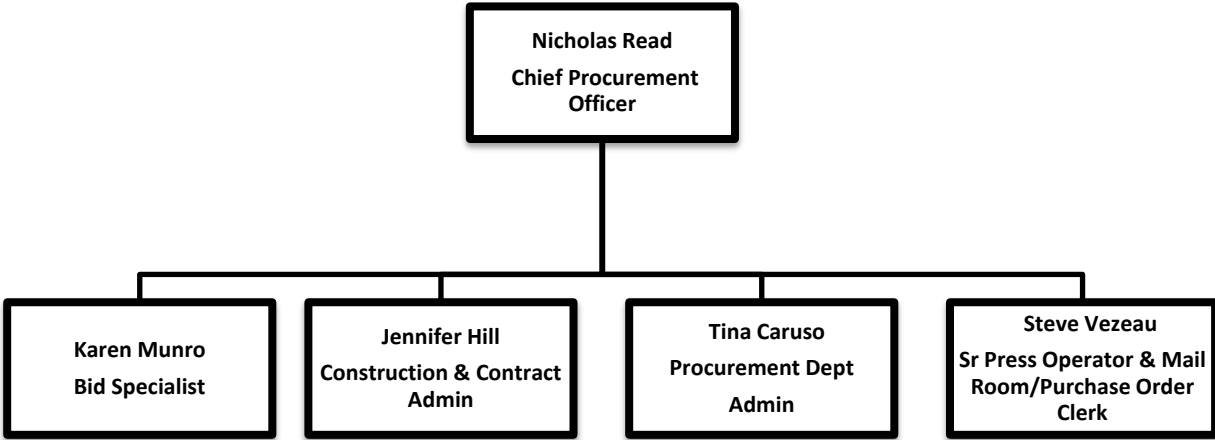 Nicholas Read
Chief Procurement
Officer
Karen Munro
Bid Specialist
Jennifer Hill
Construction & Contract
Admin
Tina Caruso
Procurement Dept
Admin
Steve Vezeau
Sr Press Operator & Mail
Room/Purchase Order
Clerk